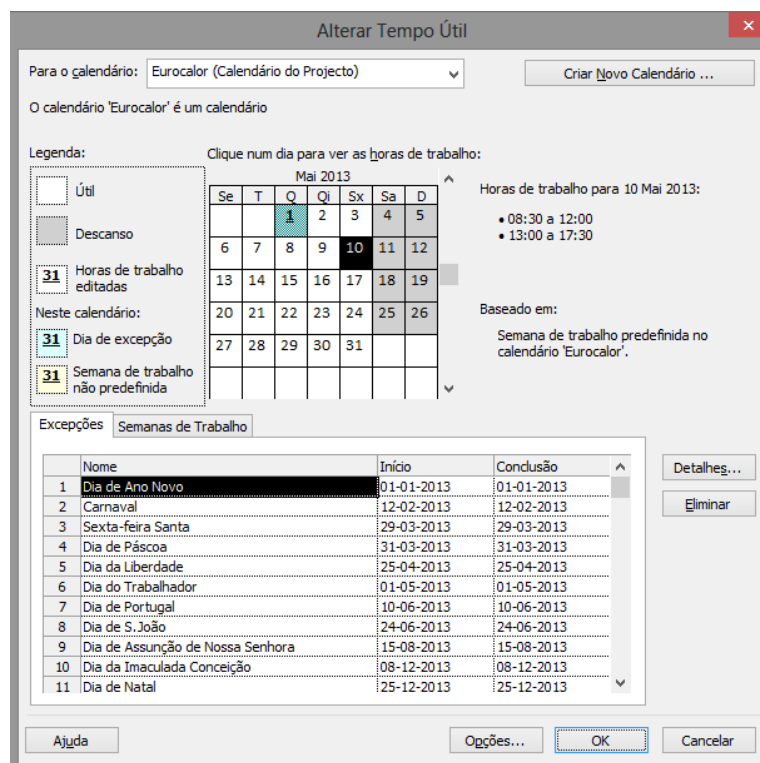 Alterar Tempo Útil
×
Para o calendário: Eurocalor (Calendário do Projecto)
Criar Novo Calendário ...
O calendário 'Eurocalor' é um calendário
Legenda:
Útil
Descanso
31 Horas de trabalho
editadas
Neste calendário:
31 Dia de excepção
31 Semana de trabalho
não predefinida
Clique num dia para ver as horas de trabalho:
Mai 2013
Se T Q Qi Sx Sa D
1 2 3 4 5
6 7 8 9 10 11 12
13 14 15 16 17 18 19
20 21 22 23 24 25 26
27 28 29 30 31
Horas de trabalho para 10 Mai 2013:
• 08:30 a 12:00
• 13:00 a 17:30
Baseado em:
Semana de trabalho predefinida no
calendário 'Eurocalor'.
Excepções Semanas de Trabalho
Nome Início Conclusão
1 Dia de Ano Novo 01-01-2013 01-01-2013
2 Carnaval 12-02-2013 12-02-2013
3 Sexta-feira Santa 29-03-2013 29-03-2013
4 Dia de Páscoa 31-03-2013 31-03-2013
5 Dia da Liberdade 25-04-2013 25-04-2013
6 Dia do Trabalhador 01-05-2013 01-05-2013
7 Dia de Portugal 10-06-2013 10-06-2013
8 Dia de S.João 24-06-2013 24-06-2013
9 Dia de Assunção de Nossa Senhora 15-08-2013 15-08-2013
10 Dia da Imaculada Conceição 08-12-2013 08-12-2013
11 Dia de Natal 25-12-2013 25-12-2013
Detalhes...
Eliminar
Ajuda
Opções...
OK
Cancelar